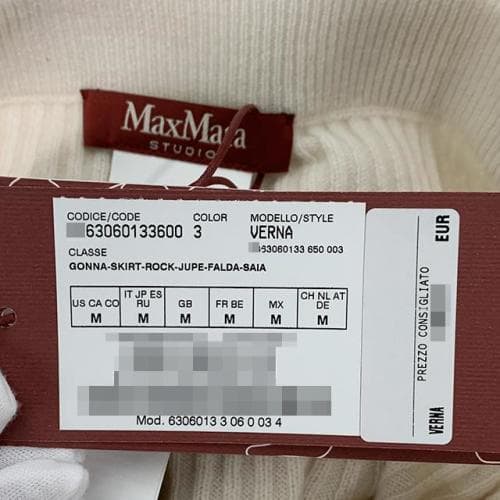 MaxMara
STUDIO
CODICE/CODE COLOR MODELLO/STYLE
63060133600 3 VERNA
63060133 650 003
CLASSE
GONNA-SKIRT-ROCK-JUPE-FALDA-SAIA
US CA CO IT JP ES RU GB FR BE MX CH NL AT DE
M M M M M M
Mod. 6306013 3 06 0 03 4
EUR
PREZZO CONSIGLIATO
VERNA